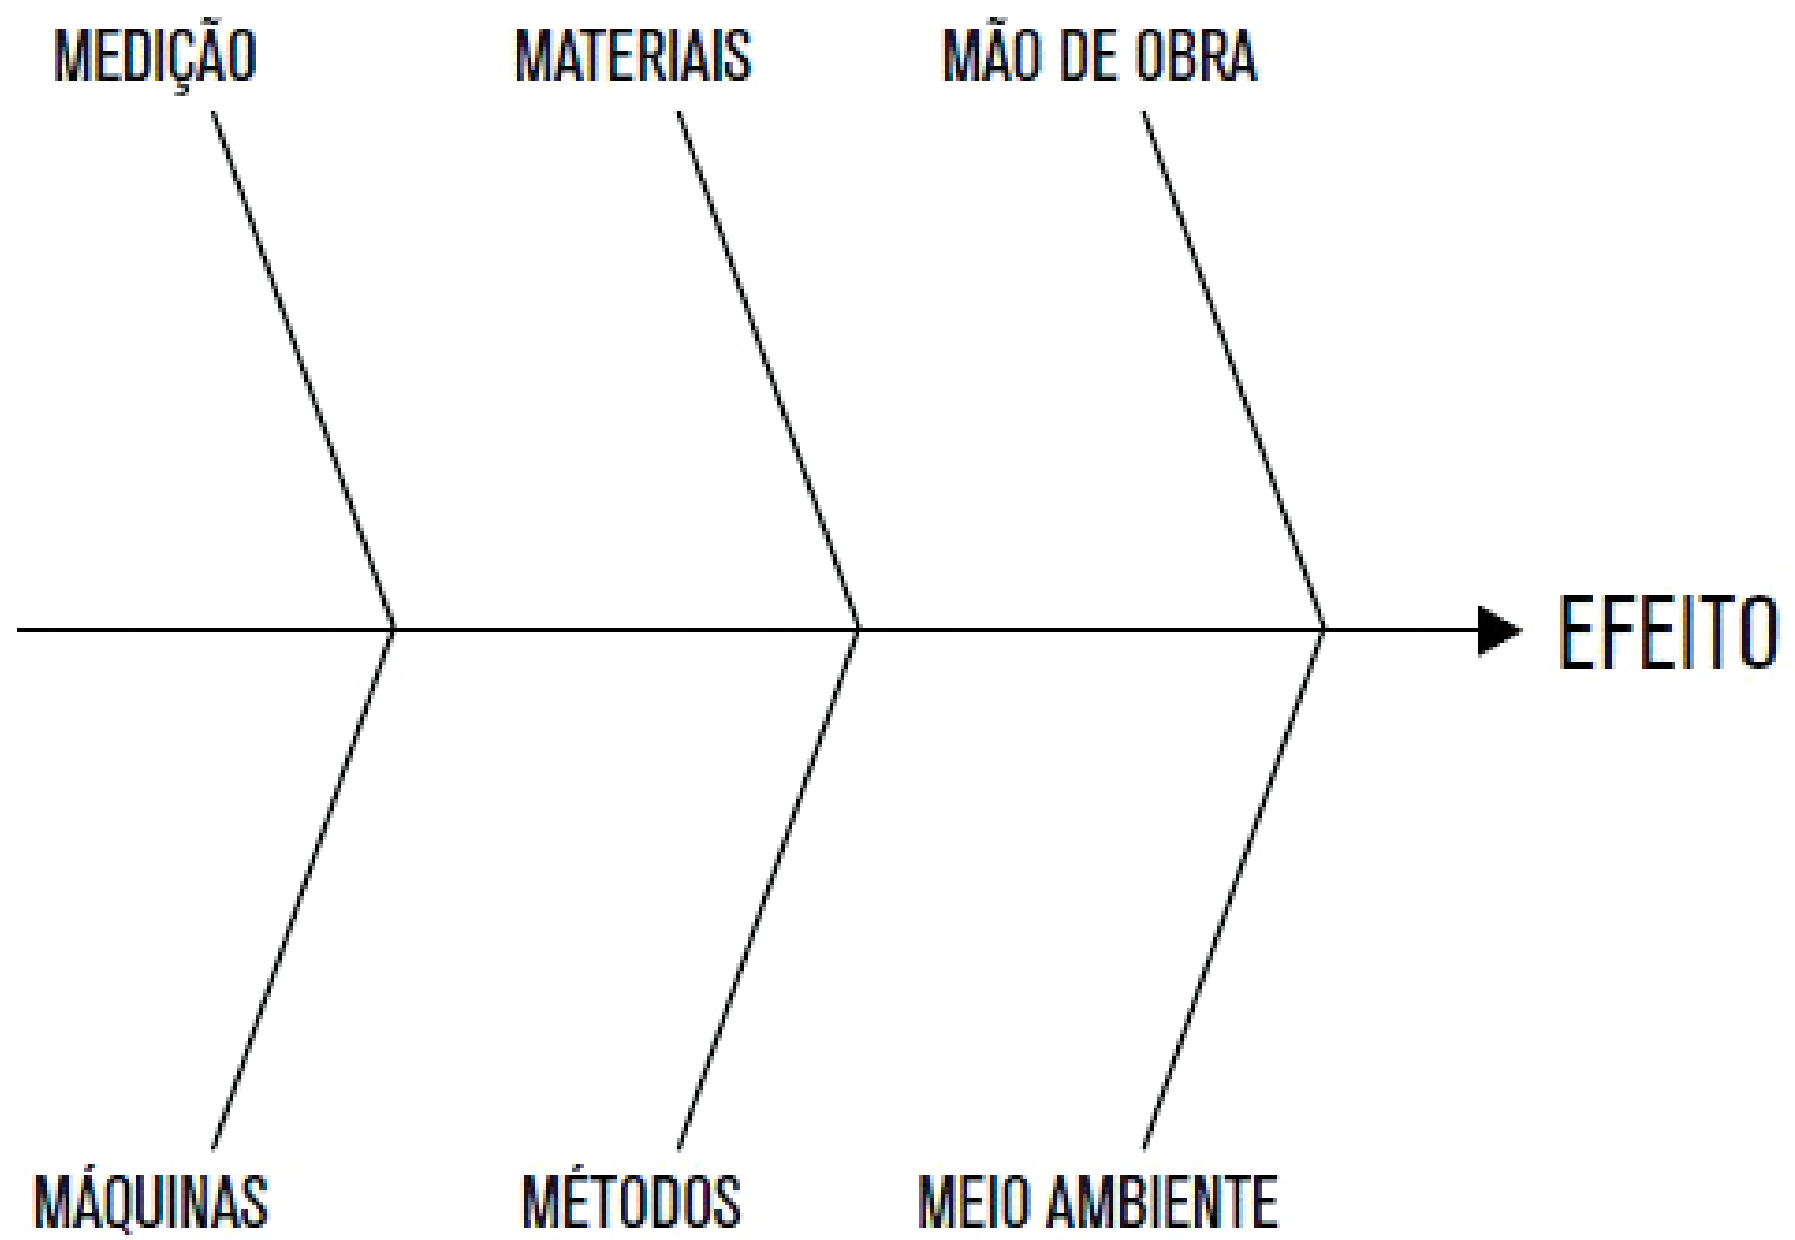 MEDIÇÃO
MATERIAIS
MÃO DE OBRA
EFEITO
MÁQUINAS
MÉTODOS
MEIO AMBIENTE